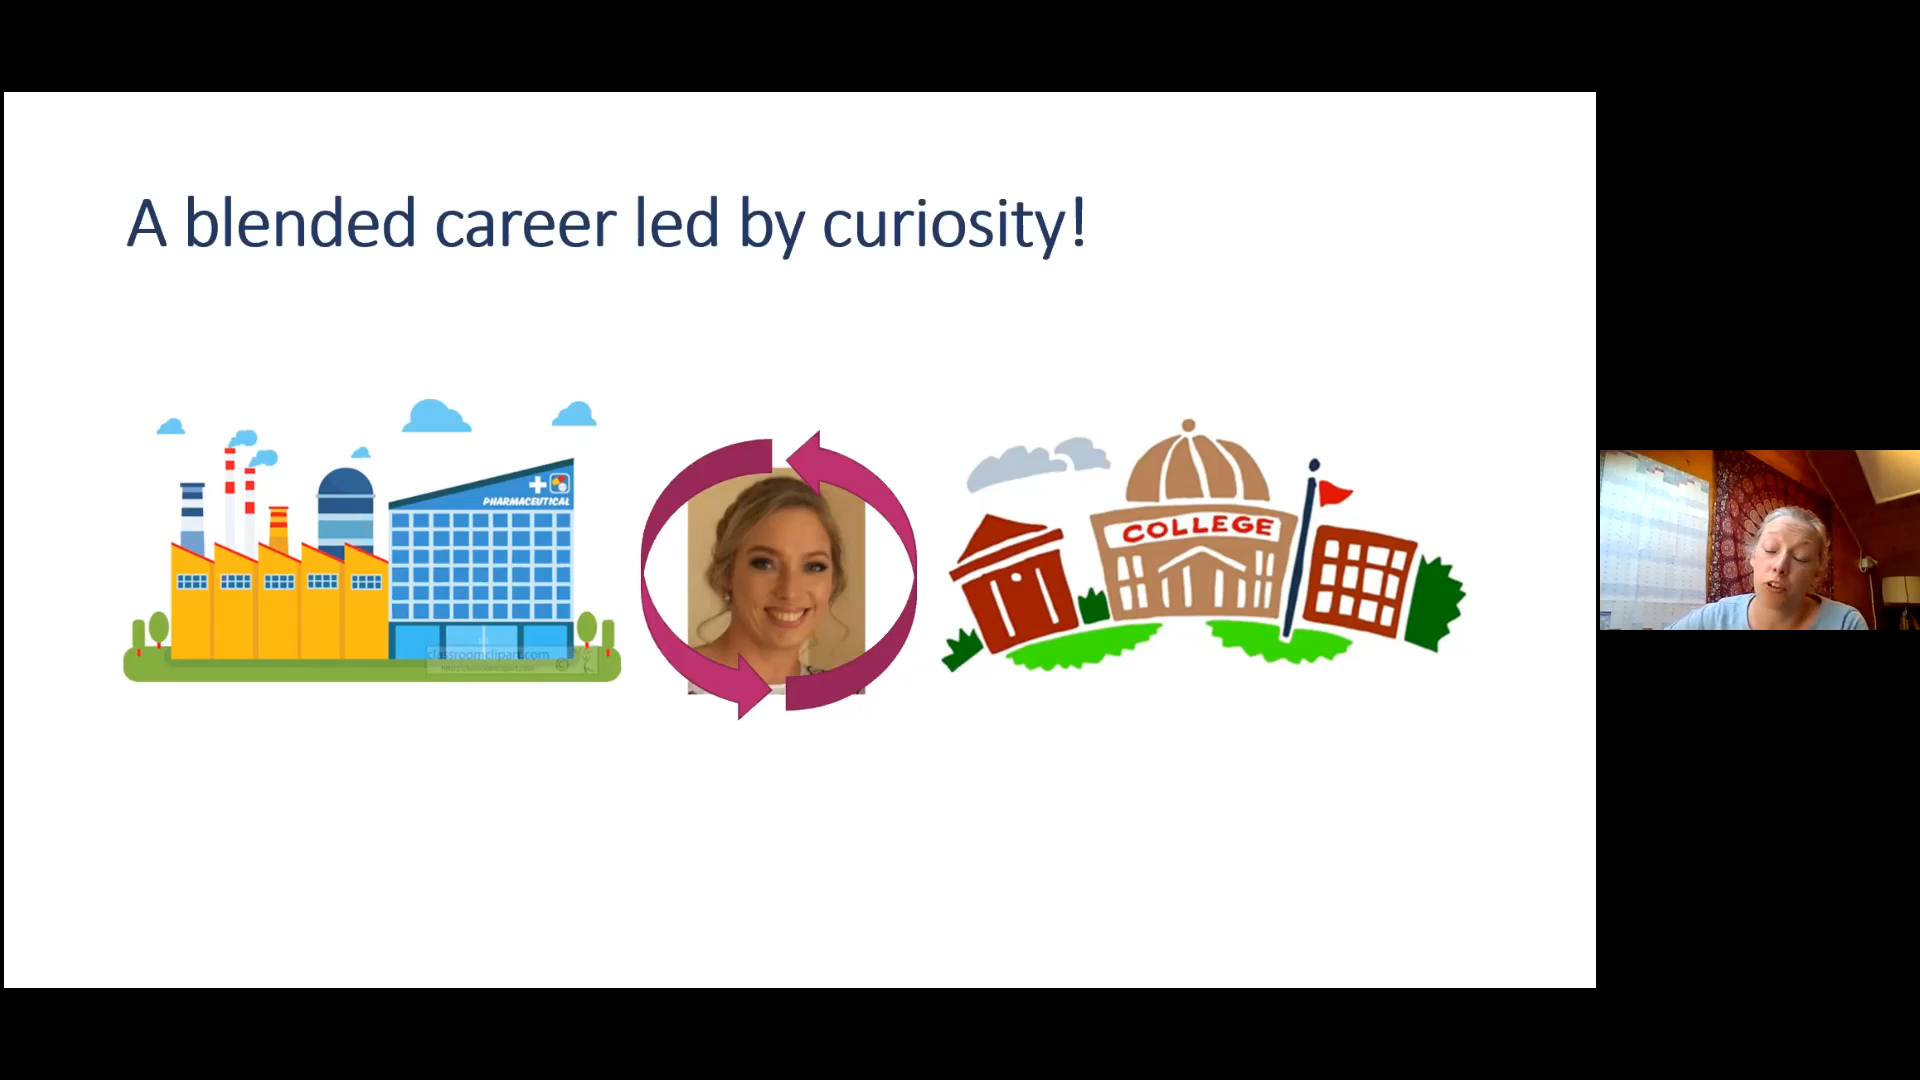 A blended career led by curiosity!
PHARMACEUTICAL
classroomclipart.com
COLLEGE